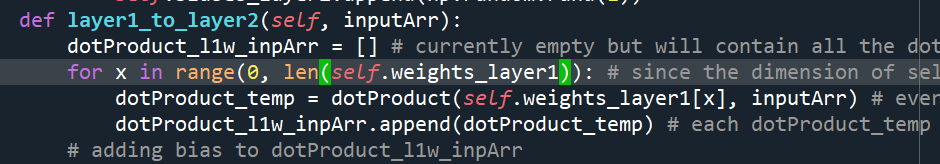 def layer1_to_layer2(self, inputArr):
dotProduct_l1w_inpArr = [] # currently empty but will contain all the dot
for x in range(0, len(self.weights_layer1)): # since the dimension of sel
dotProduct_temp = dotProduct(self.weights_layer1[x], inputArr) # ever
dotProduct_l1w_inpArr.append(dotProduct_temp) # each dotProduct_temp
# adding bias to dotProduct_l1w_inpArr